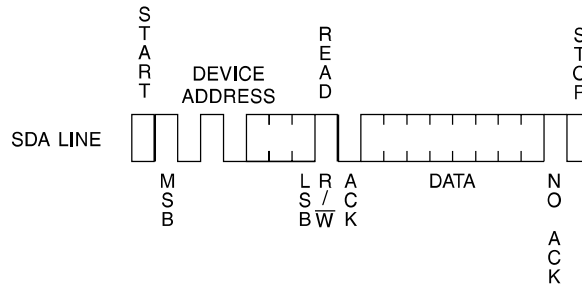 START
READ
STOP
DEVICE
ADDRESS
SDA LINE
MSB
LSB
R/W
ACK
DATA
NO ACK